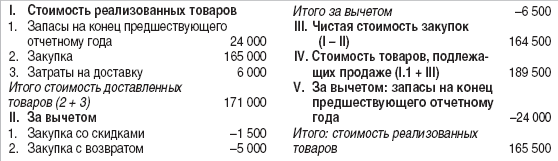 I. Стоимость реализованных товаров
1. Запасы на конец предшествующего
отчетному года 24 000
2. Закупка 165 000
3. Затраты на доставку 6 000
Итого стоимость доставленных
товаров (2 + 3) 171 000
II. За вычетом
1. Закупка со скидками –1 500
2. Закупка с возвратом –5 000
Итого за вычетом –6 500
III. Чистая стоимость закупок
(I – II) 164 500
IV. Стоимость товаров, подлежа-
щих продаже (I.1 + III) 189 500
V. За вычетом: запасы на конец
предшествующего отчетному
года –24 000
Итого: стоимость реализованных
товаров 165 500